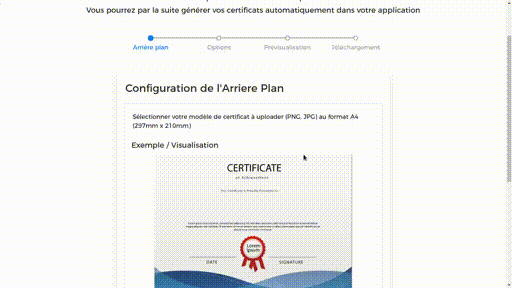 Vous pourrez par la suite générer vos certificats automatiquement dans votre application
Arrière plan
Options
Prévisualisation
Téléchargement
Configuration de l'Arriere Plan
Sélectionner votre modèle de certificat à uploader (PNG, JPG) au format A4
(297mm x 210mm)
Exemple / Visualisation
CERTIFICATE
of Achievement
Lorem
Ipsum
DATE
SIGNATURE